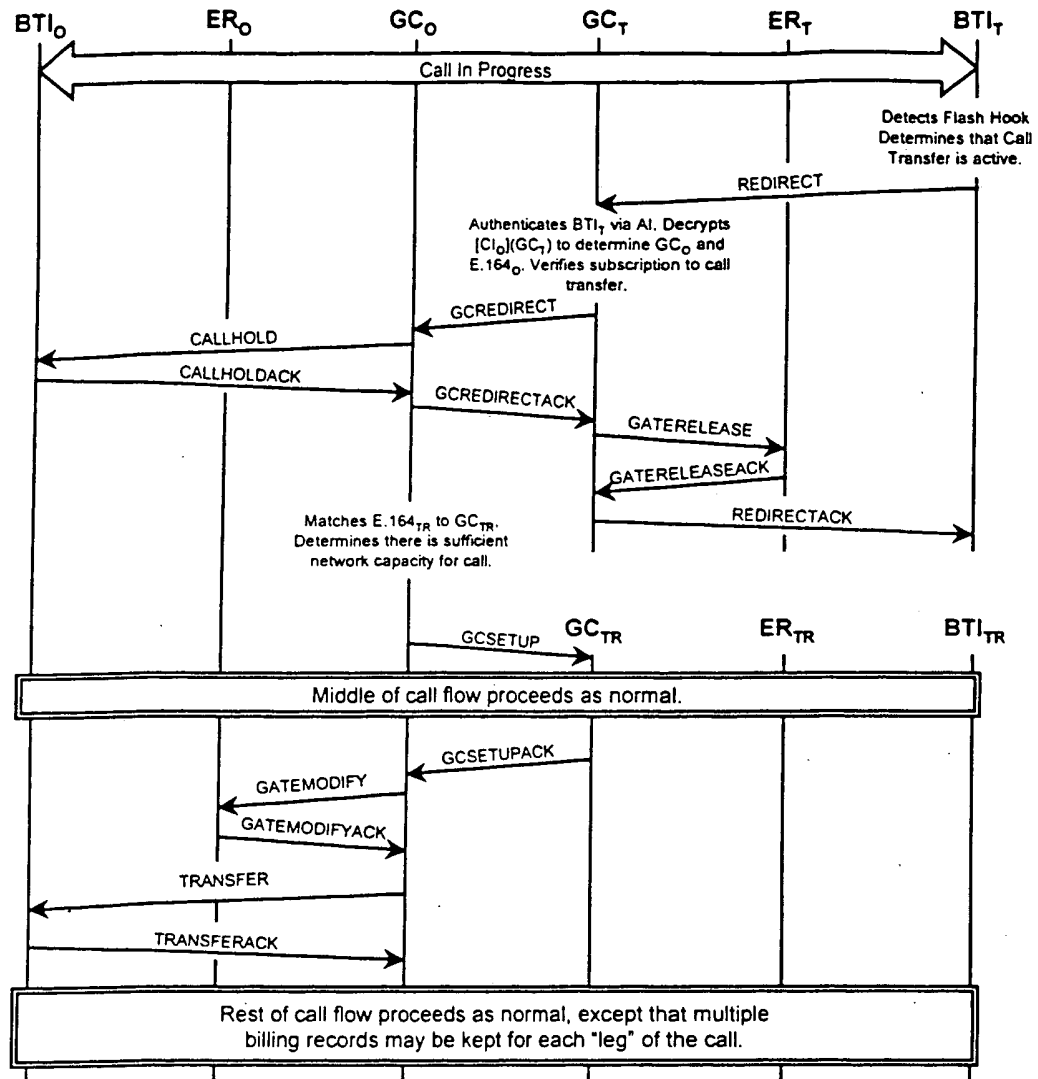 BTI_O ER_O GC_O GC_T ER_T BTI_T
Call In Progress
Detects Flash Hook
Determines that Call
Transfer is active.
REDIRECT
Authenticates BTI_T via AI. Decrypts
[CI_O](GC_T) to determine GC_O and
E.164_O. Verifies subscription to call
transfer.
GCREDIRECT
CALLHOLD
CALLHOLDACK
GCREDIRECTACK
GATERELEASE
GATERELEASEACK
REDIRECTACK
Matches E.164_TR to GC_TR.
Determines there is sufficient
network capacity for call.
GCSETUP
GC_TR ER_TR BTI_TR
Middle of call flow proceeds as normal.
GCSETUPACK
GATEMODIFY
GATEMODIFYACK
TRANSFER
TRANSFERACK
Rest of call flow proceeds as normal, except that multiple
billing records may be kept for each "leg" of the call.